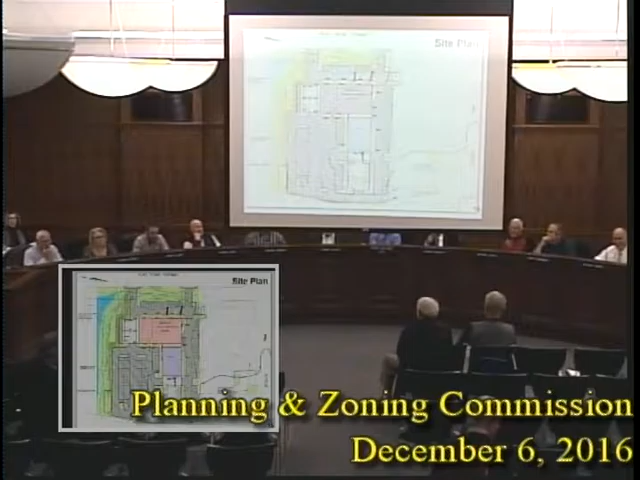 Site Plan
Site Plan
Planning & Zoning Commission
December 6, 2016